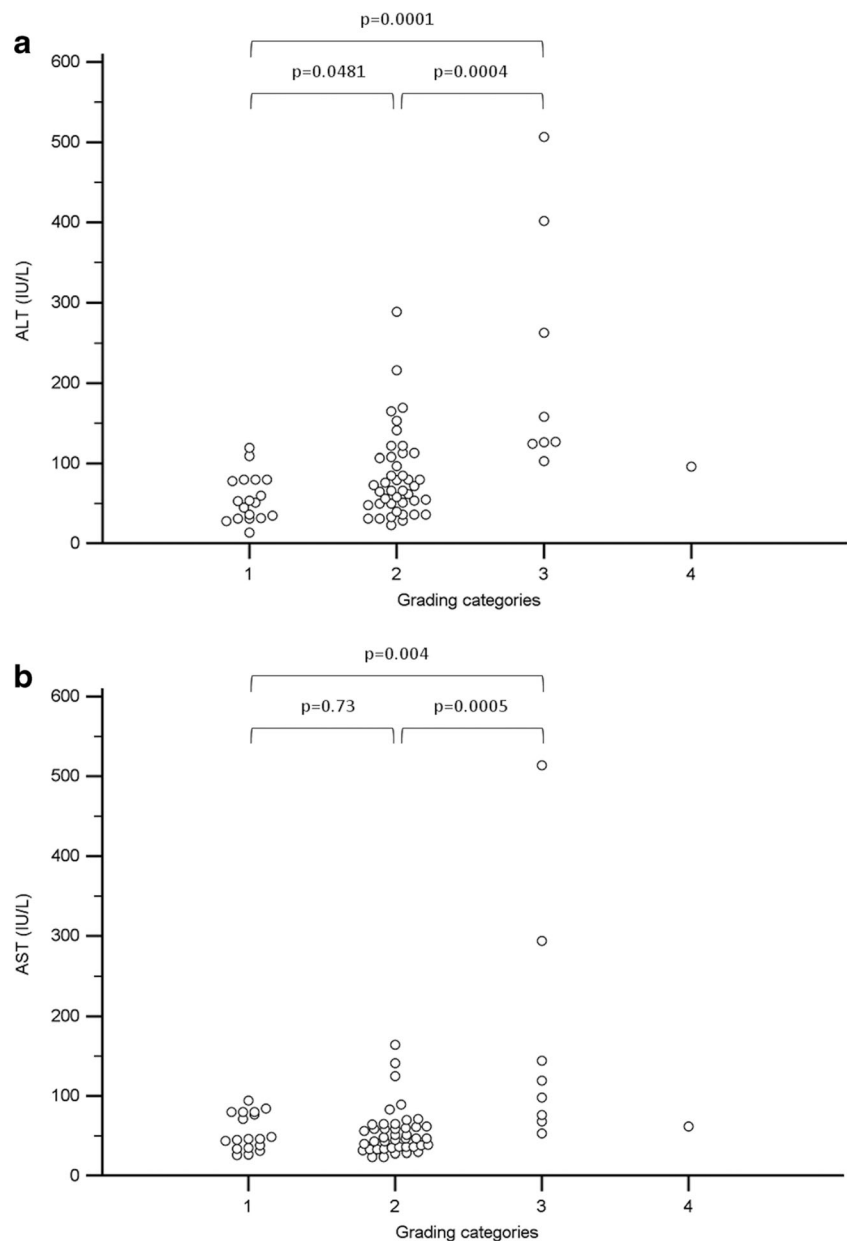 a
p=0.0001
p=0.0481 p=0.0004
600
500
400
300
200
100
0
ALT (IU/L)
1 2 3 4
Grading categories
b
p=0.004
p=0.73 p=0.0005
600
500
400
300
200
100
0
AST (IU/L)
1 2 3 4
Grading categories